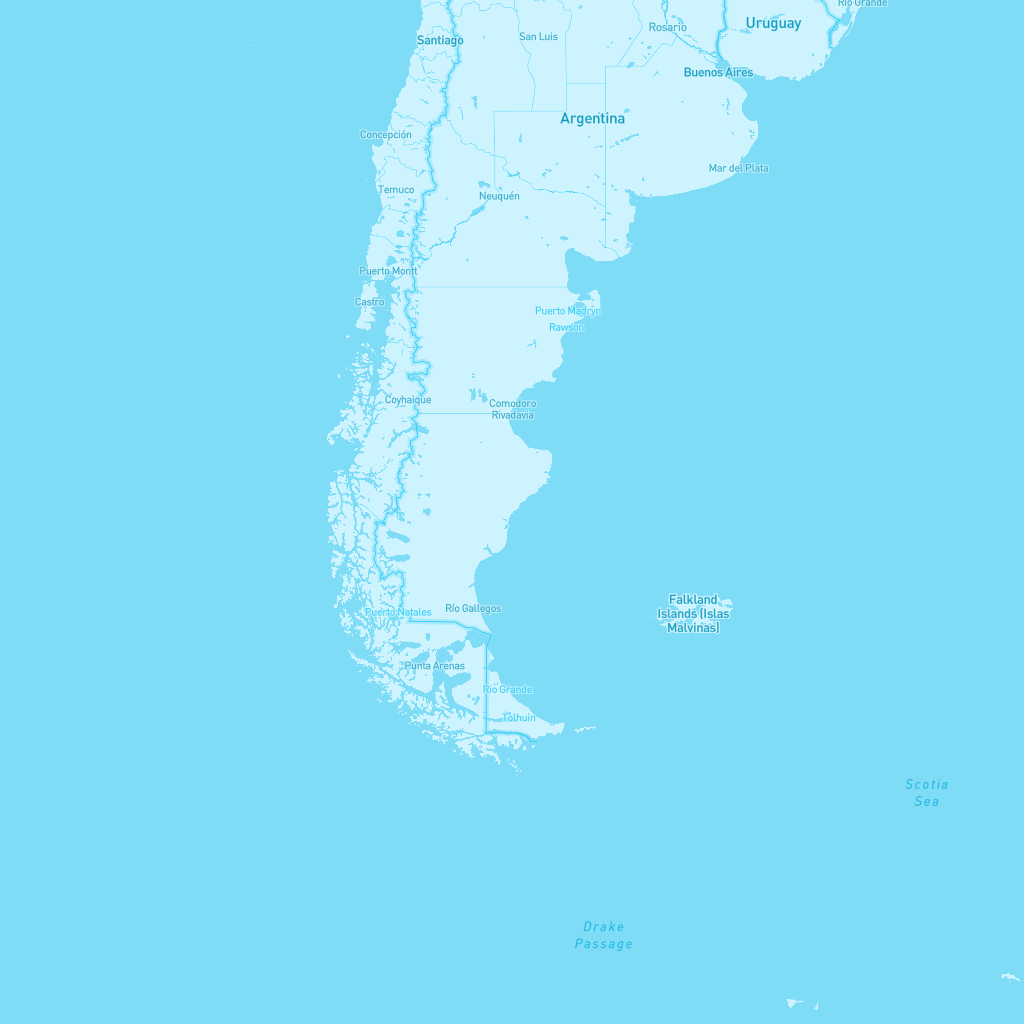 Río Grande
Uruguay
Rosario
San Luis
Santiago
Buenos Aires
Argentina
Concepción
Mar del Plata
Temuco
Neuquén
Puerto Montt
Castro
Puerto Madryn
Rawson
Coyhaique
Comodoro
Rivadavia
Falkland
Islands (Islas
Malvinas)
Río Gallegos
Puerto Natales
Punta Arenas
Río Grande
Tolhuin
Scotia
Sea
Drake
Passage